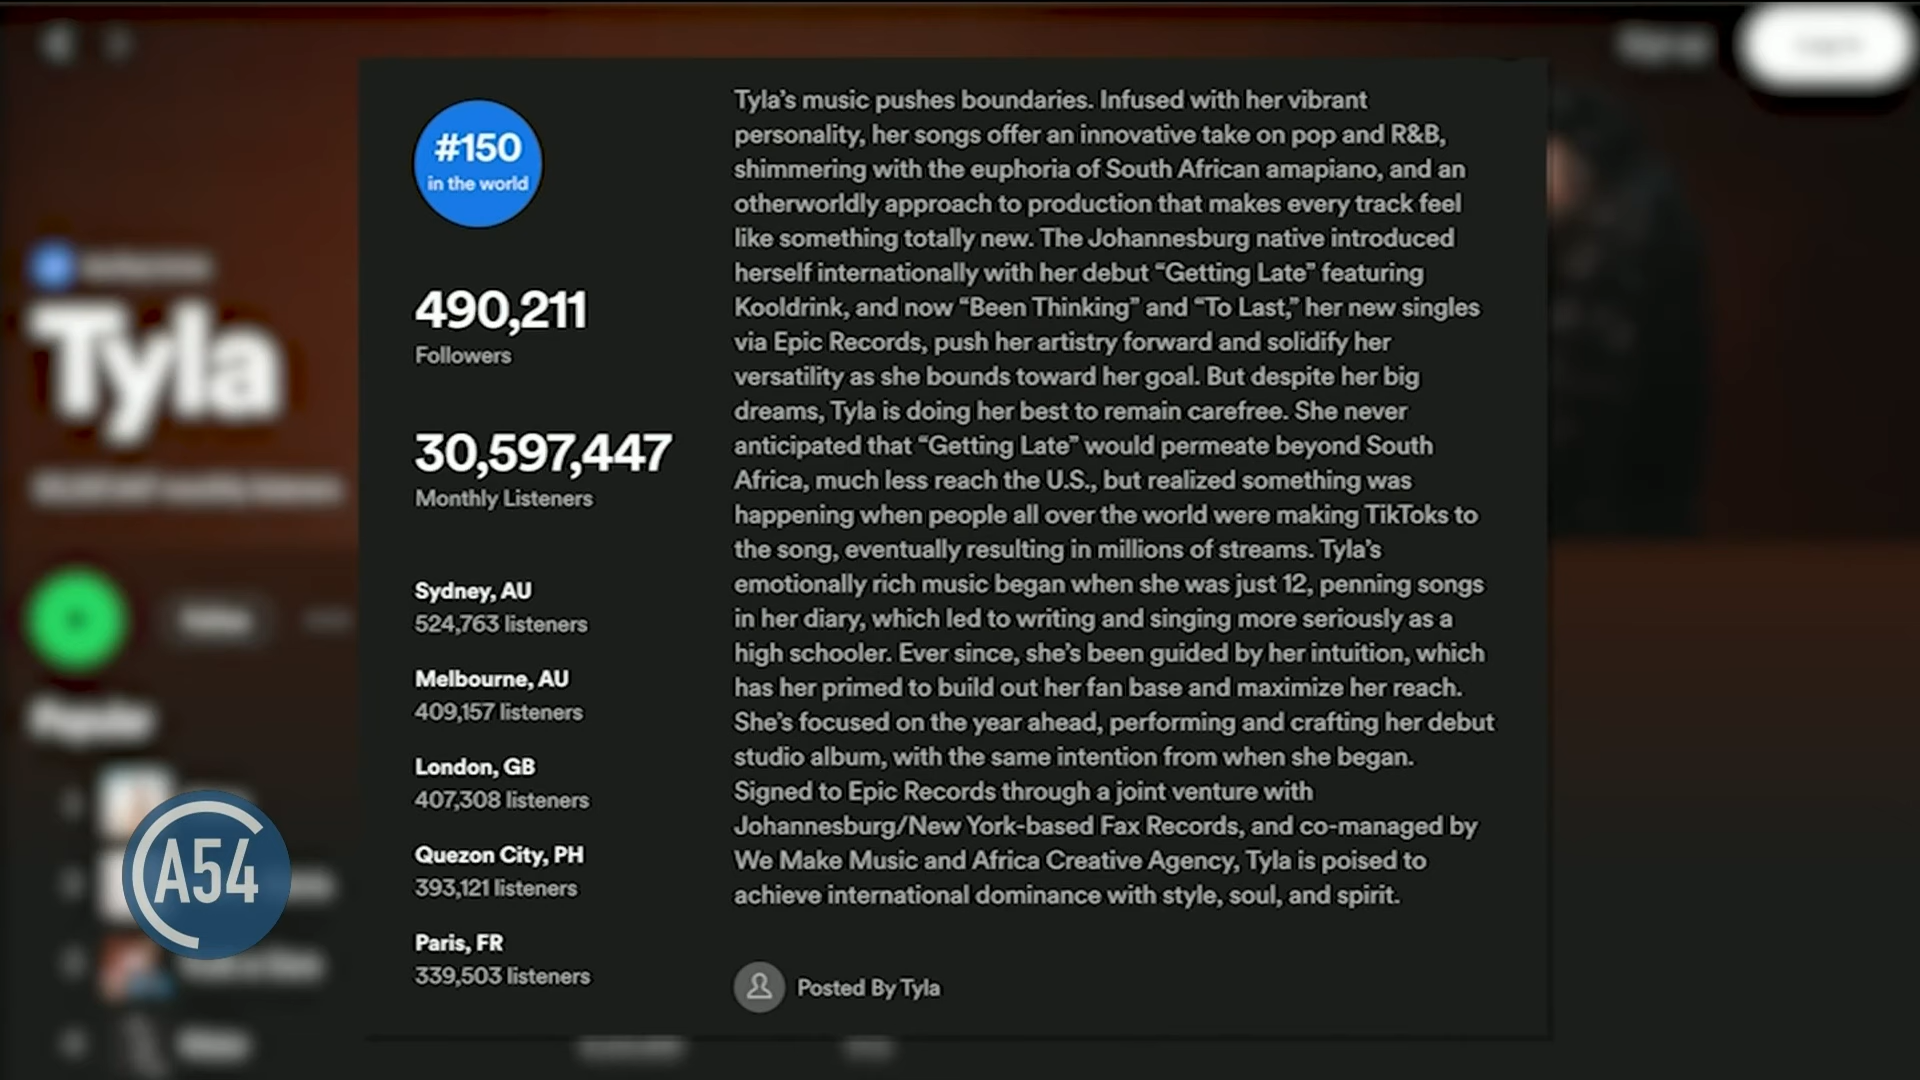 #150
in the world
490,211
Followers
30,597,447
Monthly Listeners
Sydney, AU
524,763 listeners
Melbourne, AU
409,157 listeners
London, GB
407,308 listeners
Quezon City, PH
393,121 listeners
Paris, FR
339,503 listeners
Tyla’s music pushes boundaries. Infused with her vibrant
personality, her songs offer an innovative take on pop and R&B,
shimmering with the euphoria of South African amapiano, and an
otherworldly approach to production that makes every track feel
like something totally new. The Johannesburg native introduced
herself internationally with her debut “Getting Late” featuring
Kooldrink, and now “Been Thinking” and “To Last,” her new singles
via Epic Records, push her artistry forward and solidify her
versatility as she bounds toward her goal. But despite her big
dreams, Tyla is doing her best to remain carefree. She never
anticipated that “Getting Late” would permeate beyond South
Africa, much less reach the U.S., but realized something was
happening when people all over the world were making TikToks to
the song, eventually resulting in millions of streams. Tyla’s
emotionally rich music began when she was just 12, penning songs
in her diary, which led to writing and singing more seriously as a
high schooler. Ever since, she’s been guided by her intuition, which
has her primed to build out her fan base and maximize her reach.
She’s focused on the year ahead, performing and crafting her debut
studio album, with the same intention from when she began.
Signed to Epic Records through a joint venture with
Johannesburg/New York-based Fax Records, and co-managed by
We Make Music and Africa Creative Agency, Tyla is poised to
achieve international dominance with style, soul, and spirit.
Posted By Tyla
Tyla
Popular
A54